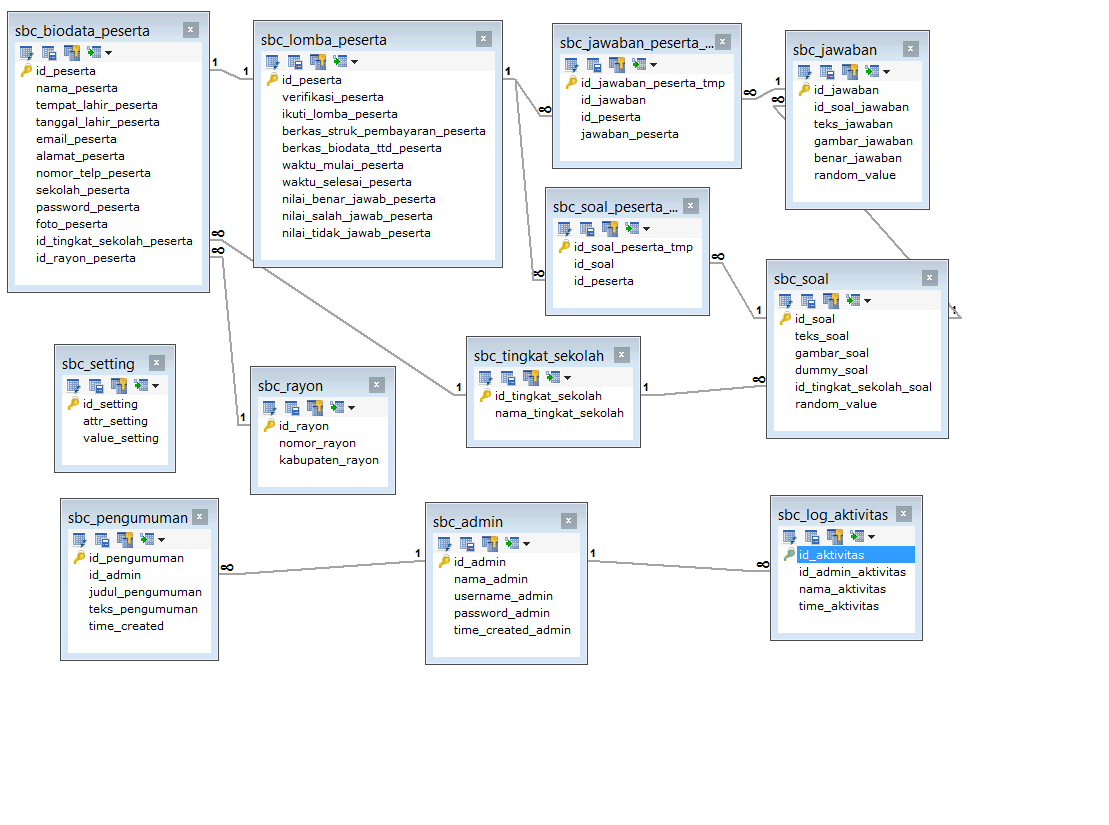 sbc_biodata_peserta
id_peserta
nama_peserta
tempat_lahir_peserta
tanggal_lahir_peserta
email_peserta
alamat_peserta
nomor_telp_peserta
sekolah_peserta
password_peserta
foto_peserta
id_tingkat_sekolah_peserta
id_rayon_peserta
1
1
∞
∞
sbc_lomba_peserta
id_peserta
verifikasi_peserta
ikuti_lomba_peserta
berkas_struk_pembayaran_peserta
berkas_biodata_ttd_peserta
waktu_mulai_peserta
waktu_selesai_peserta
nilai_benar_jawab_peserta
nilai_salah_jawab_peserta
nilai_tidak_jawab_peserta
1
∞
∞
sbc_jawaban_peserta_...
id_jawaban_peserta_tmp
id_jawaban
id_peserta
jawaban_peserta
∞
1
∞
sbc_jawaban
id_jawaban
id_soal_jawaban
teks_jawaban
gambar_jawaban
benar_jawaban
random_value
sbc_soal_peserta_...
id_soal_peserta_tmp
id_soal
id_peserta
∞
1
1
sbc_soal
id_soal
teks_soal
gambar_soal
dummy_soal
id_tingkat_sekolah_soal
random_value
sbc_setting
id_setting
attr_setting
value_setting
1
sbc_rayon
id_rayon
nomor_rayon
kabupaten_rayon
1
sbc_tingkat_sekolah
id_tingkat_sekolah
nama_tingkat_sekolah
1
∞
sbc_pengumuman
id_pengumuman
id_admin
judul_pengumuman
teks_pengumuman
time_created
∞
1
sbc_admin
id_admin
nama_admin
username_admin
password_admin
time_created_admin
1
∞
sbc_log_aktivitas
id_aktivitas
id_admin_aktivitas
nama_aktivitas
time_aktivitas